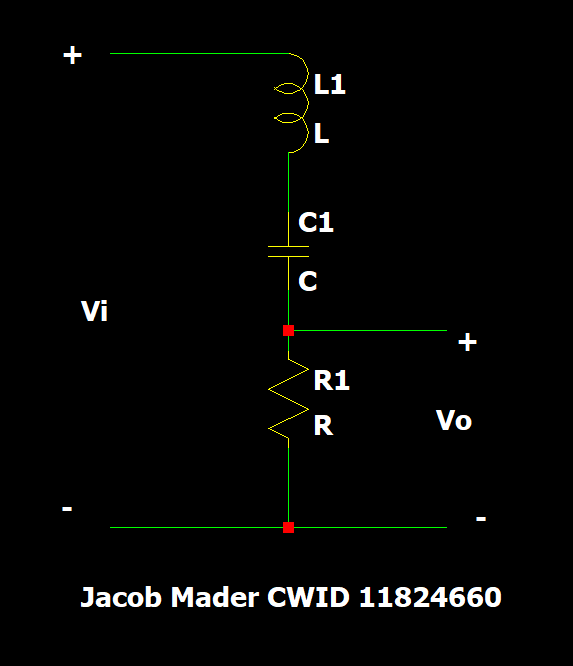 +
L1
L
C1
C
Vi
+
R1
Vo
R
-
-
Jacob Mader CWID 11824660